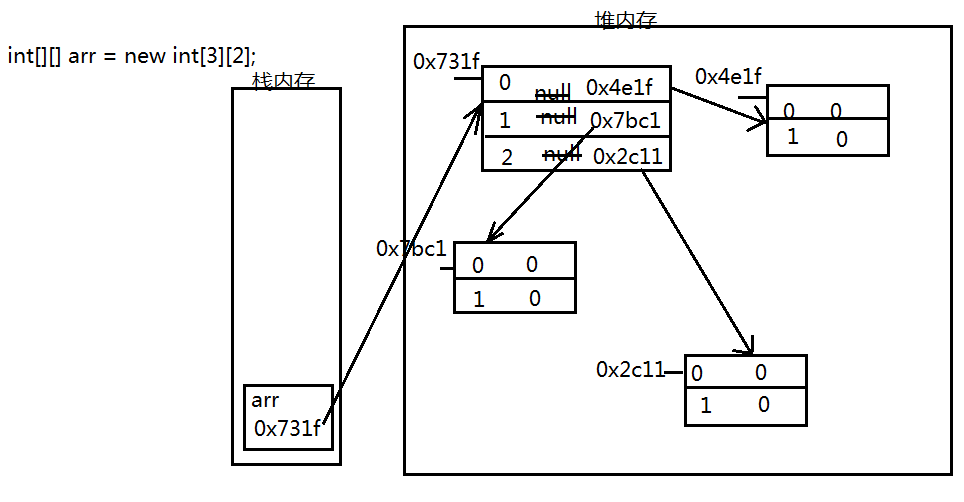 堆内存
int[][] arr = new int[3][2];
栈内存
0x731f
0 null 0x4e1f
1 null 0x7bc1
2 null 0x2c11
0x4e1f
0 0
1 0
0x7bc1
0 0
1 0
0x2c11
0 0
1 0
arr
0x731f